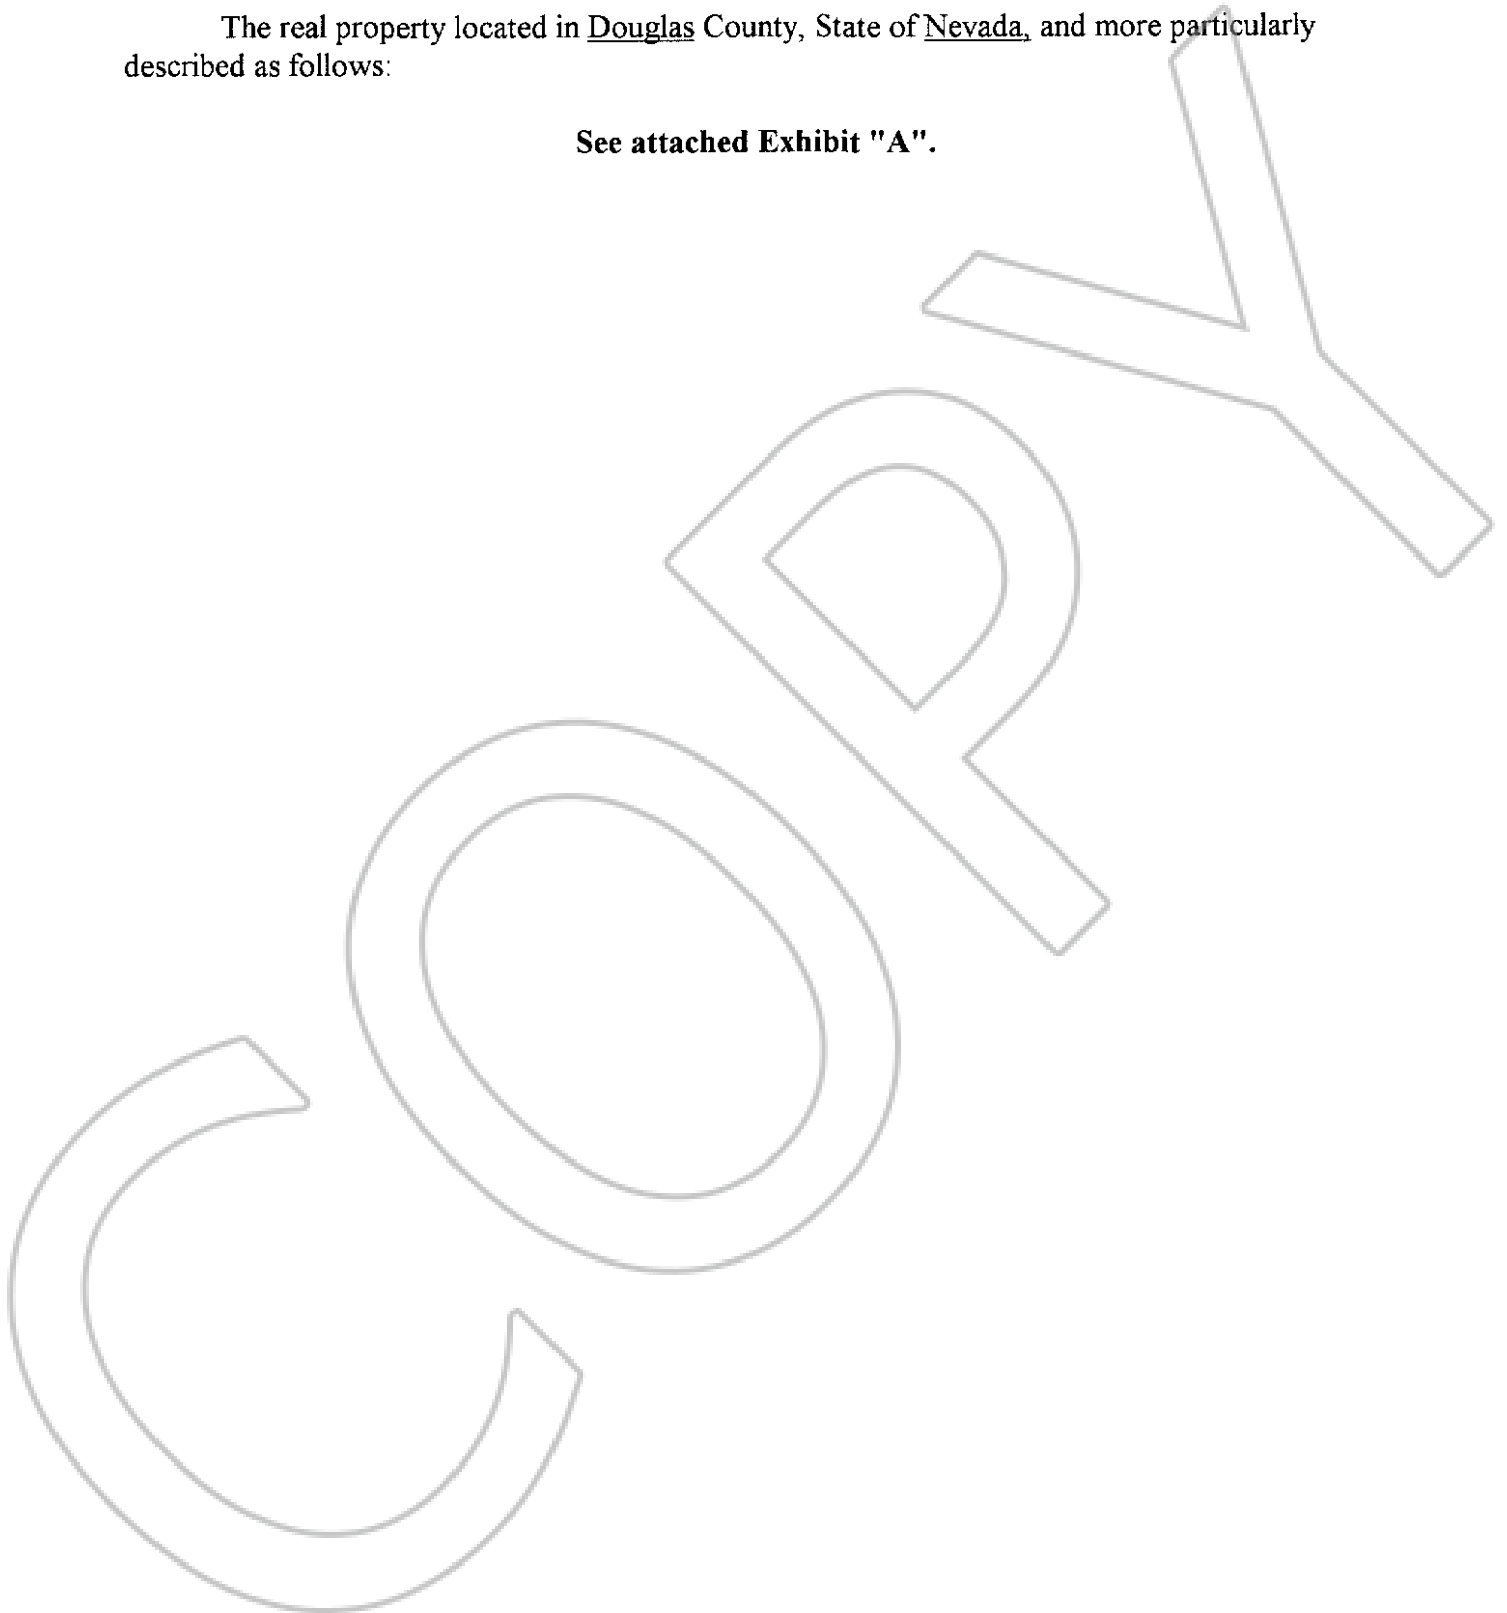 The real property located in Douglas County, State of Nevada, and more particularly
described as follows:
See attached Exhibit "A".
COPY